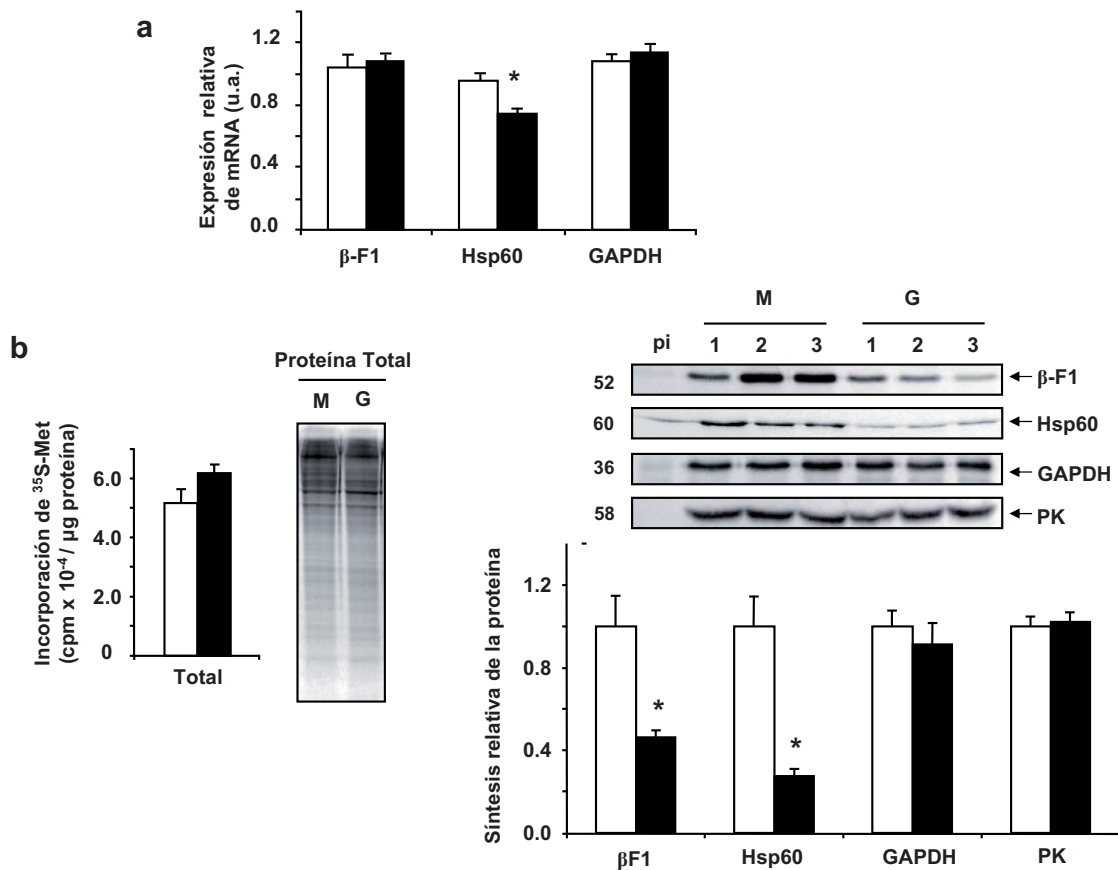 a
Expresión relativa
de mRNA (u.a.)
1.2
0.8
0.4
0.0
*
β-F1 Hsp60 GAPDH
b
Incorporación de ³⁵S-Met
(cpm x 10⁻⁴ / μg proteína)
6.0
4.0
2.0
0
Total
Proteína Total
M G
M G
pi 1 2 3 1 2 3
52 β-F1
60 Hsp60
36 GAPDH
58 PK
Síntesis relativa de la proteína
1.2
0.8
0.4
0.0
* *
βF1 Hsp60 GAPDH PK